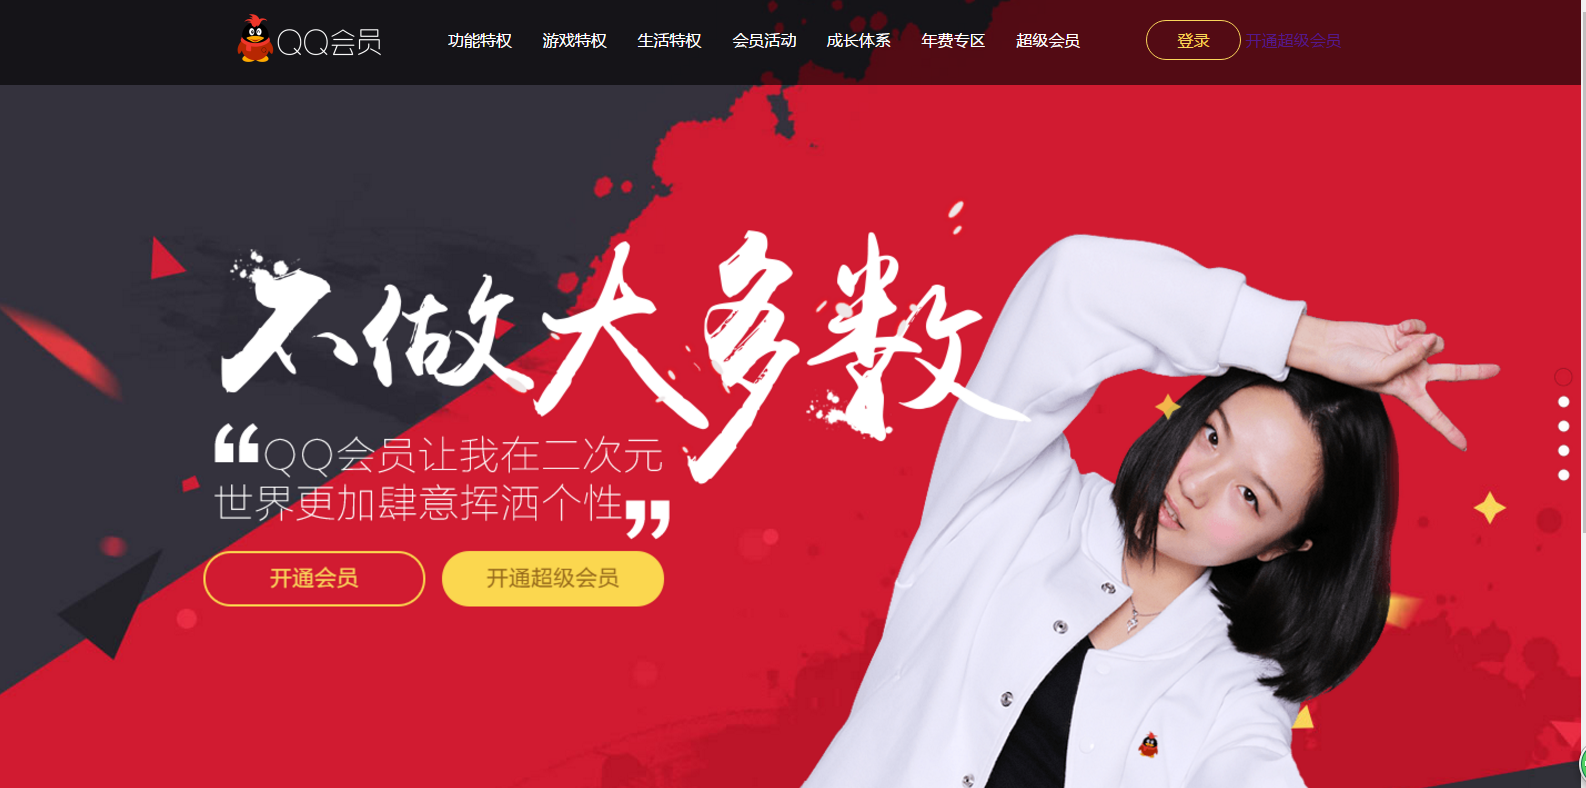 QQ会员
功能特权 游戏特权 生活特权 会员活动 成长体系 年费专区 超级会员
登录 开通超级会员
不做大多数
“QQ会员让我在二次元
世界更加肆意挥洒个性”
开通会员 开通超级会员